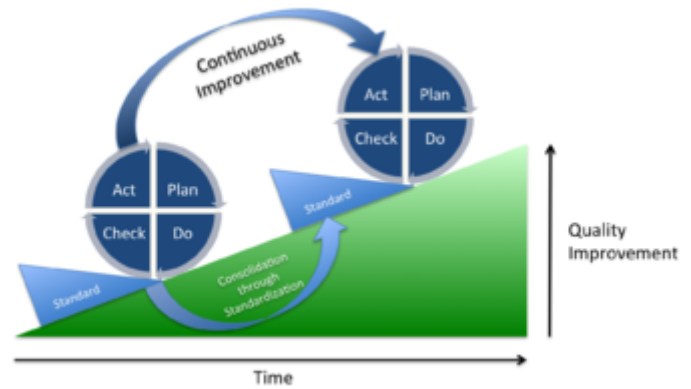 Continuous
Improvement
Act
Plan
Check
Do
Act
Plan
Check
Do
Standard
Standard
Consolidation
through
Standardization
Quality
Improvement
Time